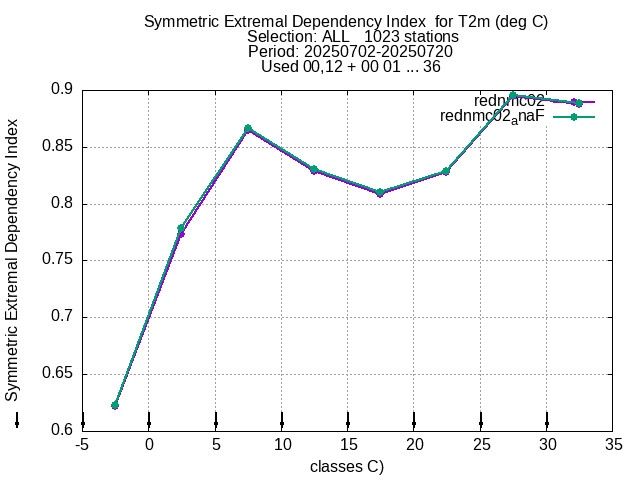 Symmetric Extremal Dependency Index  for T2m (deg C)
Selection: ALL   1023 stations
Period: 20250702-20250720
Used 00,12 + 00 01 ... 36
rednmc02
rednmc02_anaF
Symmetric Extremal Dependency Index
0.9
0.85
0.8
0.75
0.7
0.65
0.6
-5 0 5 10 15 20 25 30 35
classes C)